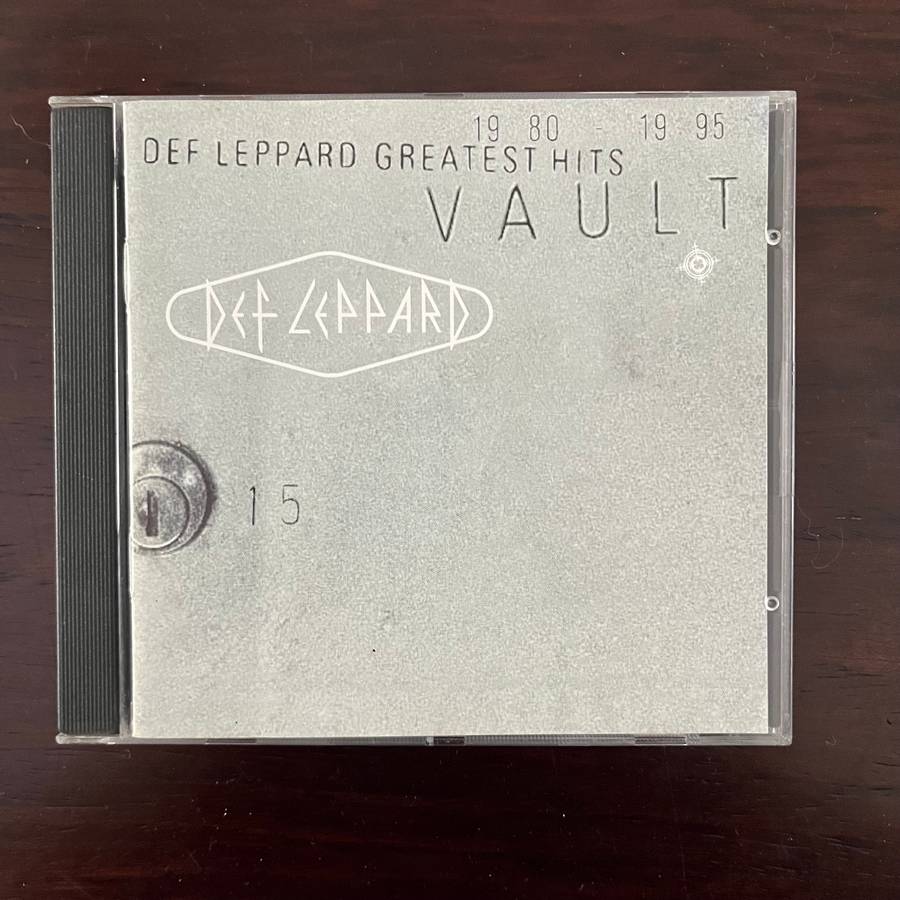 19 80 - 19 95
DEF LEPPARD GREATEST HITS
VAULT
DEF LEPPARD
15